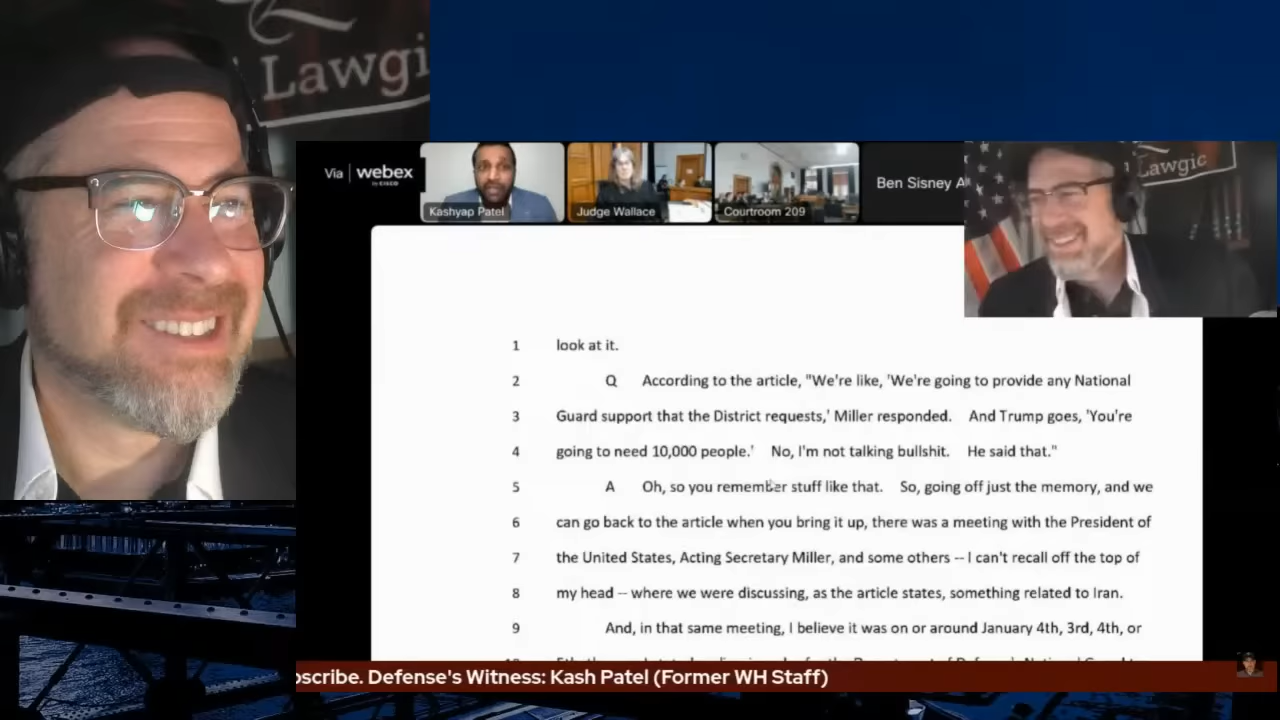 Lawgi
Via | webex
by CISCO
Kashyap Patel
Judge Wallace
Courtroom 209
Ben Sisney A
Lawgic
1 look at it.
2 Q According to the article, "We're like, 'We're going to provide any National
3 Guard support that the District requests,' Miller responded. And Trump goes, 'You're
4 going to need 10,000 people.' No, I'm not talking bullshit. He said that."
5 A Oh, so you remember stuff like that. So, going off just the memory, and we
6 can go back to the article when you bring it up, there was a meeting with the President of
7 the United States, Acting Secretary Miller, and some others -- I can't recall off the top of
8 my head -- where we were discussing, as the article states, something related to Iran.
9 And, in that same meeting, I believe it was on or around January 4th, 3rd, 4th, or
bscribe. Defense's Witness: Kash Patel (Former WH Staff)